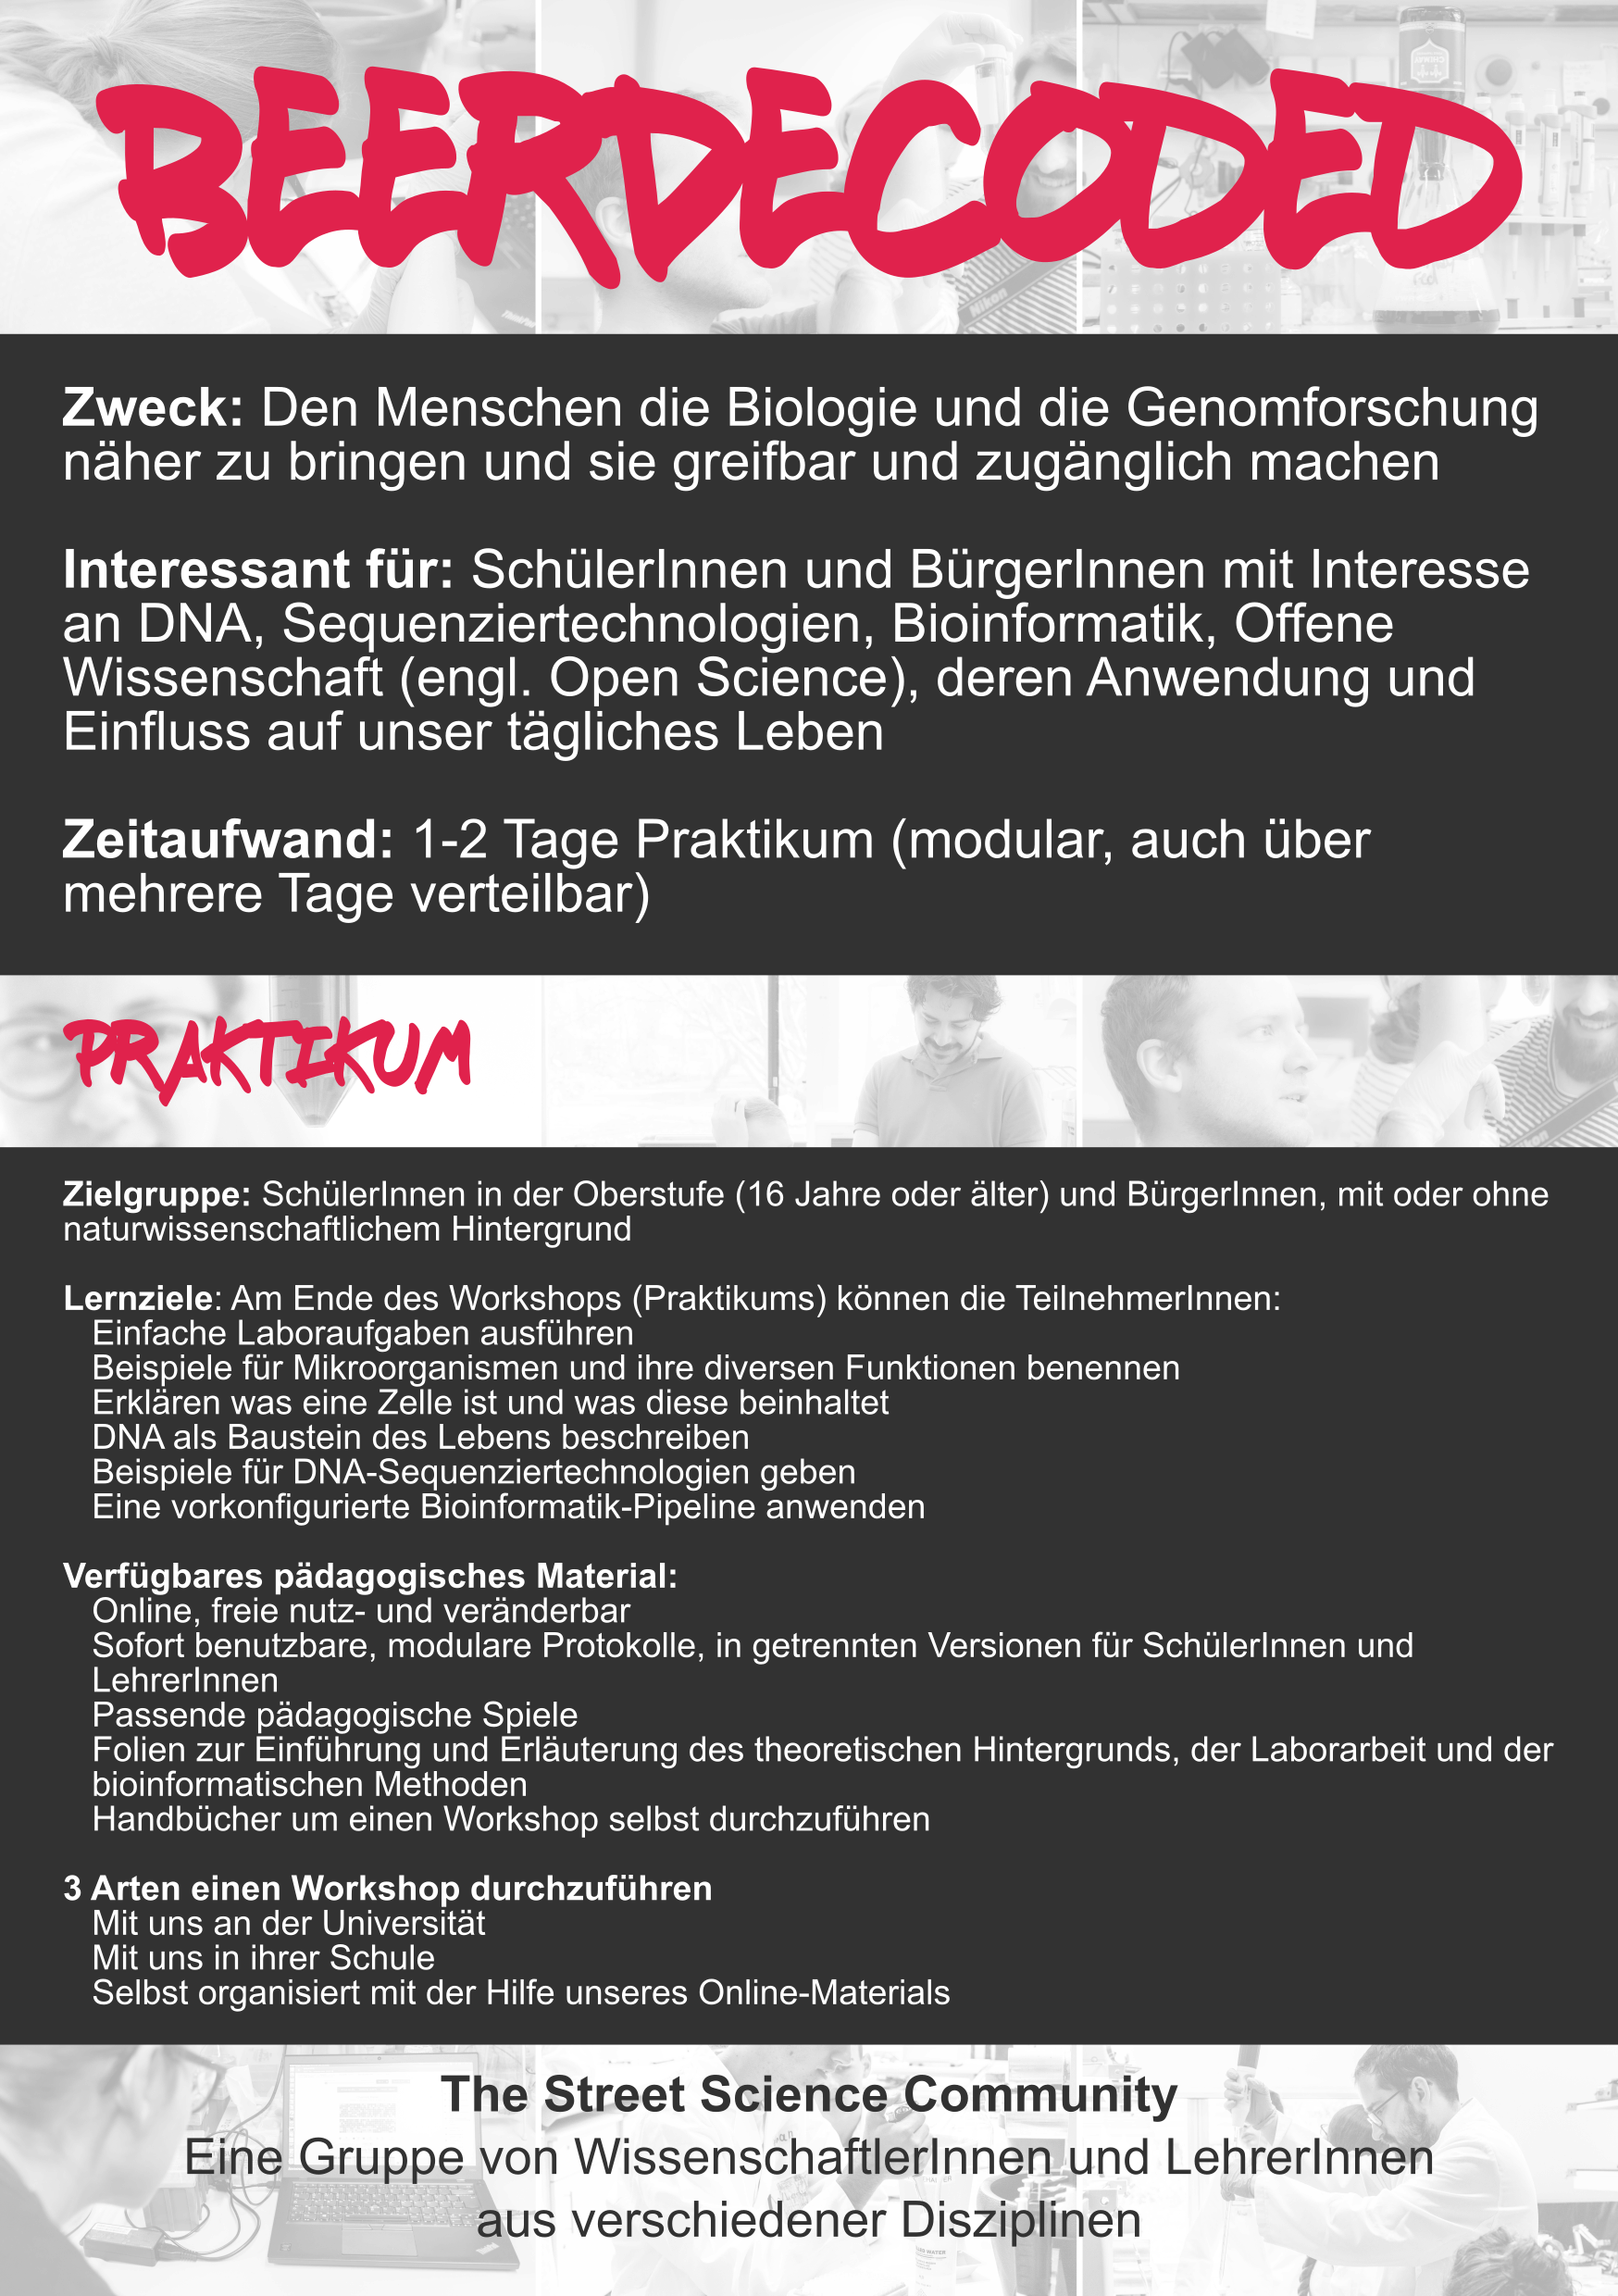 BEERDECODED
Zweck: Den Menschen die Biologie und die Genomforschung
näher zu bringen und sie greifbar und zugänglich machen
Interessant für: SchülerInnen und BürgerInnen mit Interesse
an DNA, Sequenziertechnologien, Bioinformatik, Offene
Wissenschaft (engl. Open Science), deren Anwendung und
Einfluss auf unser tägliches Leben
Zeitaufwand: 1-2 Tage Praktikum (modular, auch über
mehrere Tage verteilbar)
PRAKTIKUM
Zielgruppe: SchülerInnen in der Oberstufe (16 Jahre oder älter) und BürgerInnen, mit oder ohne
naturwissenschaftlichem Hintergrund
Lernziele: Am Ende des Workshops (Praktikums) können die TeilnehmerInnen:
Einfache Laboraufgaben ausführen
Beispiele für Mikroorganismen und ihre diversen Funktionen benennen
Erklären was eine Zelle ist und was diese beinhaltet
DNA als Baustein des Lebens beschreiben
Beispiele für DNA-Sequenziertechnologien geben
Eine vorkonfigurierte Bioinformatik-Pipeline anwenden
Verfügbares pädagogisches Material:
Online, freie nutz- und veränderbar
Sofort benutzbare, modulare Protokolle, in getrennten Versionen für SchülerInnen und
LehrerInnen
Passende pädagogische Spiele
Folien zur Einführung und Erläuterung des theoretischen Hintergrunds, der Laborarbeit und der
bioinformatischen Methoden
Handbücher um einen Workshop selbst durchzuführen
3 Arten einen Workshop durchzuführen
Mit uns an der Universität
Mit uns in ihrer Schule
Selbst organisiert mit der Hilfe unseres Online-Materials
The Street Science Community
Eine Gruppe von WissenschaftlerInnen und LehrerInnen
aus verschiedener Disziplinen
Nikon